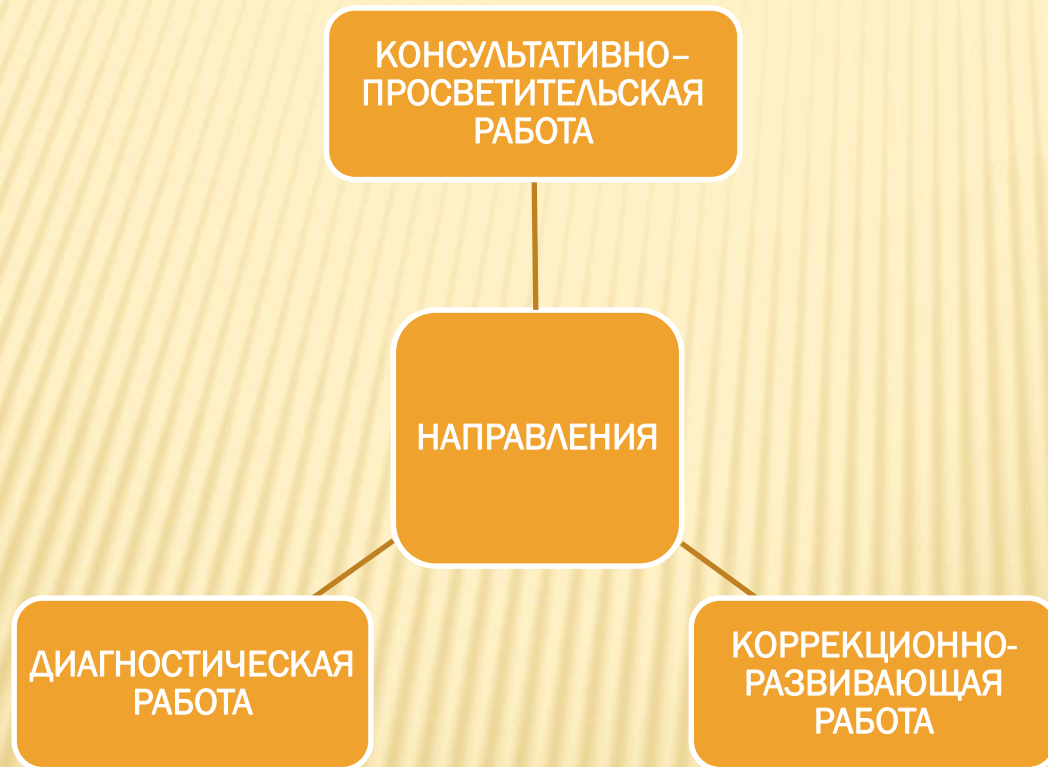 КОНСУЛЬТАТИВНО–
ПРОСВЕТИТЕЛЬСКАЯ
РАБОТА
НАПРАВЛЕНИЯ
ДИАГНОСТИЧЕСКАЯ
РАБОТА
КОРРЕКЦИОННО-
РАЗВИВАЮЩАЯ
РАБОТА